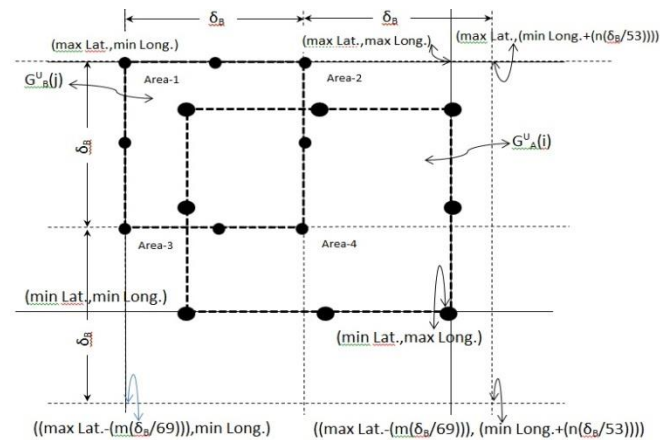 δB
δB
(max Lat.,min Long.)
(max Lat.,max Long.)
(max Lat.,(min Long.+(n(δB/53))))
Area-1
Area-2
GUB(j)
δB
GUA(i)
Area-3
Area-4
(min Lat.,min Long.)
δB
(min Lat.,max Long.)
((max Lat.-(m(δB/69))),min Long.)
((max Lat.-(m(δB/69))), (min Long.+(n(δB/53))))